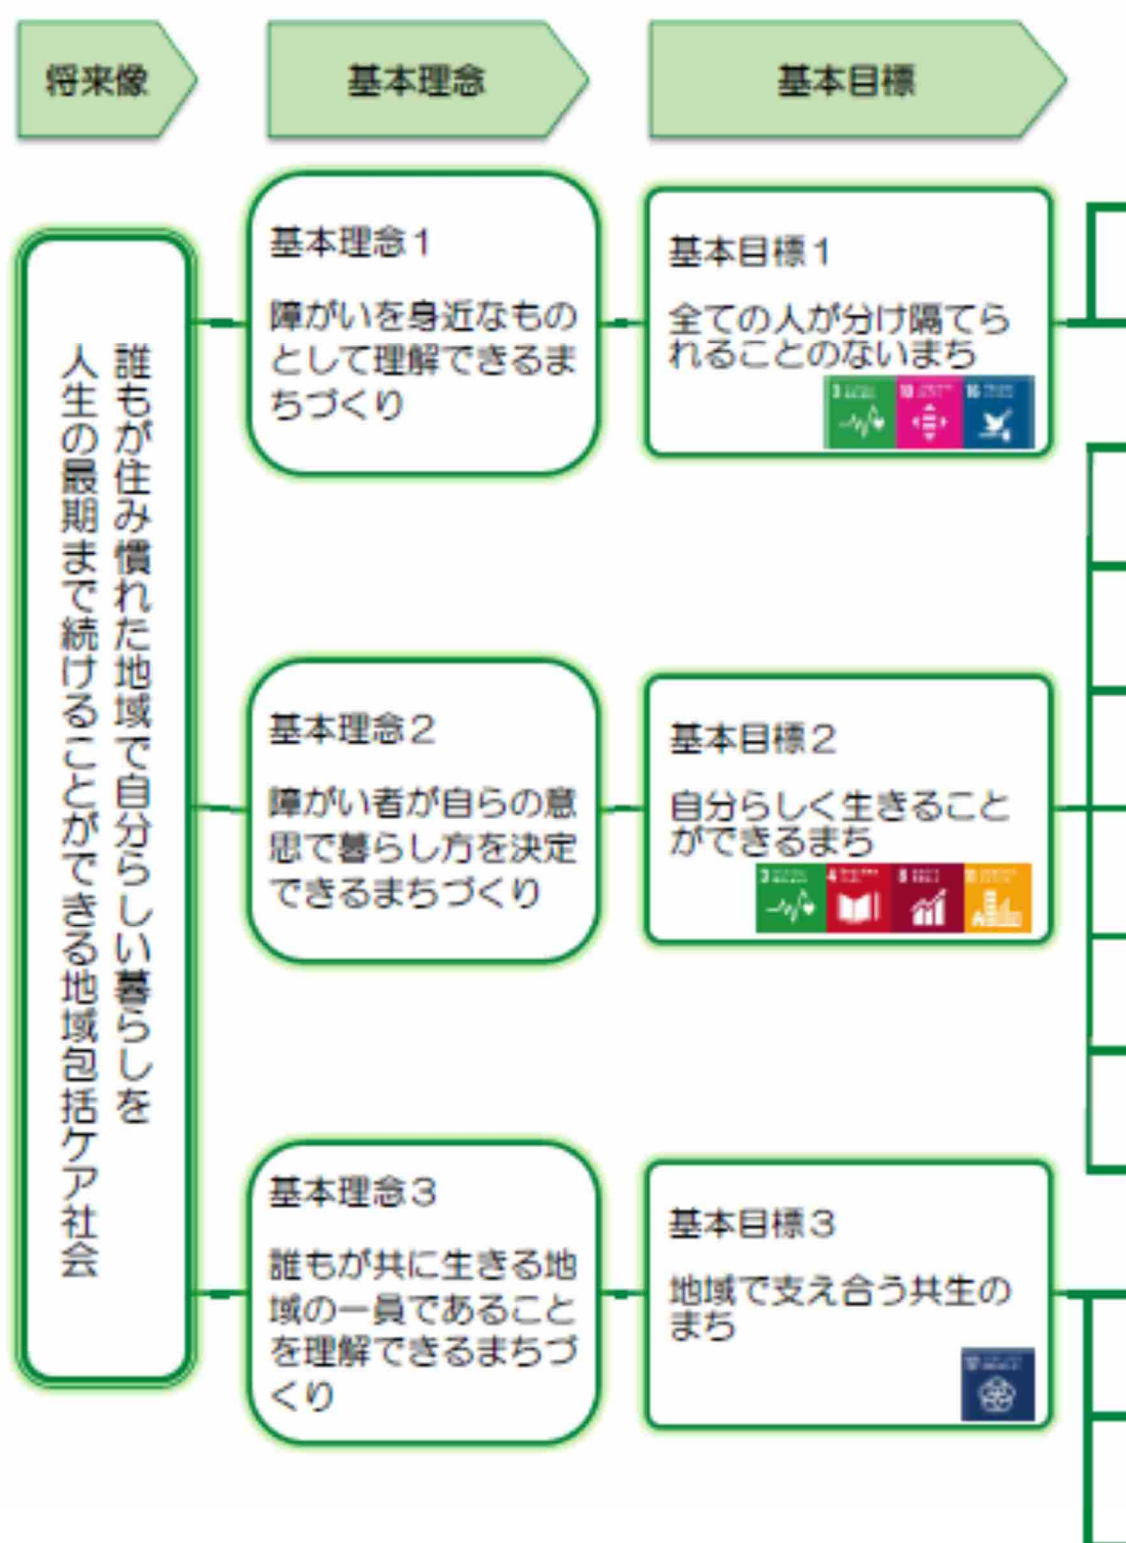 将来像
基本理念
基本目標
誰もが住み慣れた地域で自分らしい暮らしを
人生の最期まで続けることができる地域包括ケア社会
基本理念1
障がいを身近なもの
として理解できるま
ちづくり
基本目標1
全ての人が分け隔てら
れることのないまち
3
10
16
基本理念2
障がい者が自らの意
思で暮らし方を決定
できるまちづくり
基本目標2
自分らしく生きること
ができるまち
3
4
8
11
基本理念3
誰もが共に生きる地
域の一員であること
を理解できるまちづ
くり
基本目標3
地域で支え合う共生の
まち
17